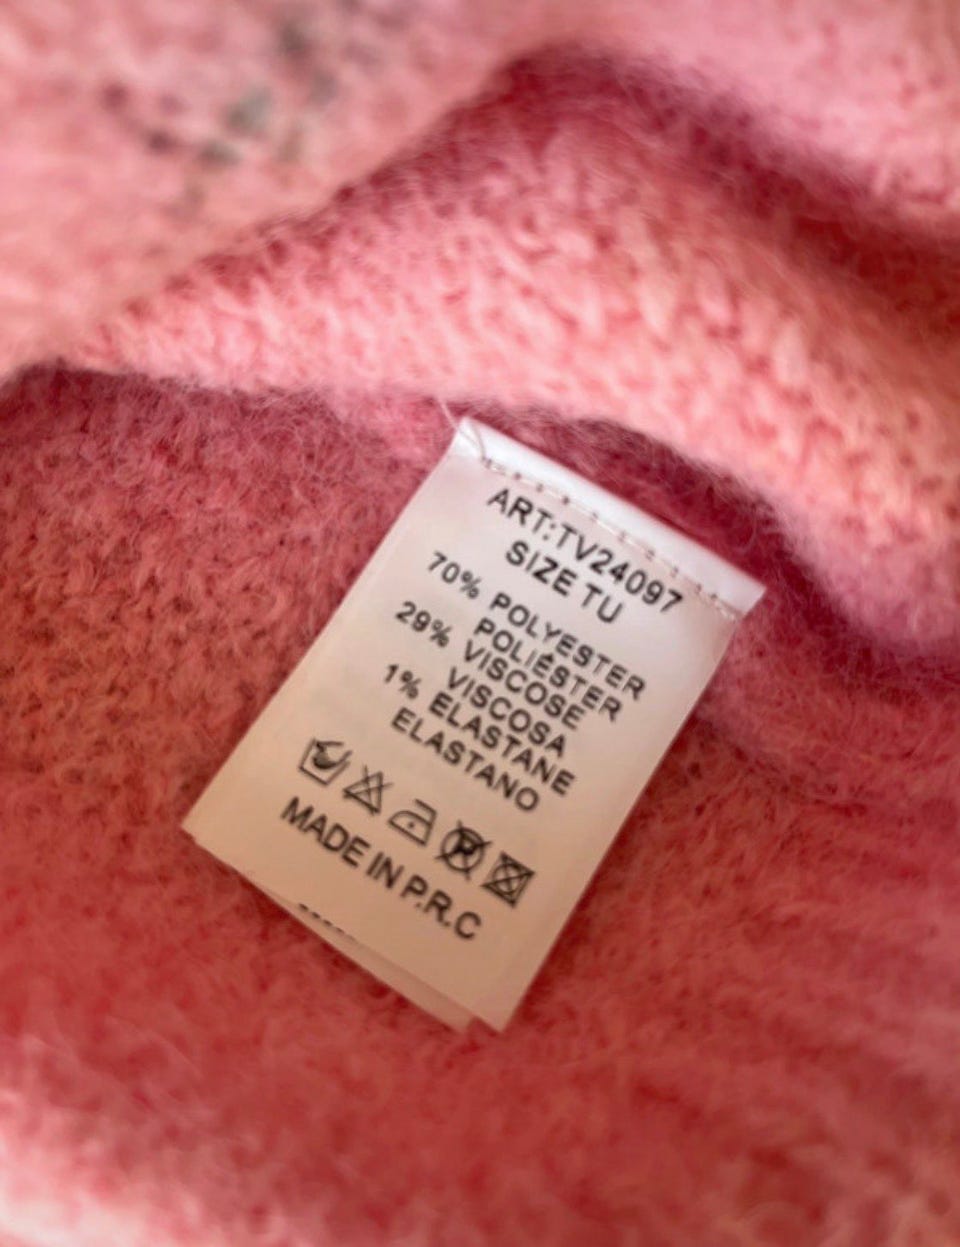 ART:TV24097
SIZE TU
70% POLYESTER
POLIÉSTER
29% VISCOSE
VISCOSA
1% ELASTANE
ELASTANO
P
MADE IN P.R.C